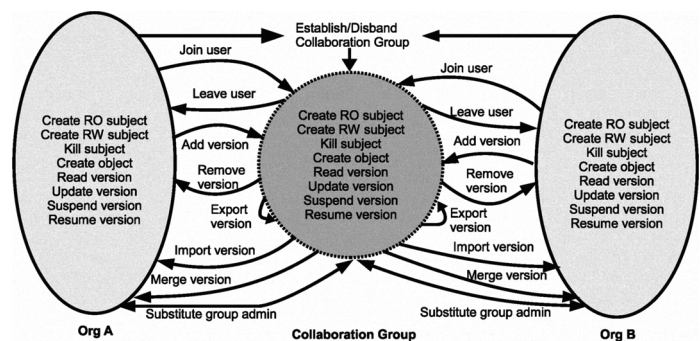 Establish/Disband
Collaboration Group
Join user
Leave user
Create RO subject
Create RW subject
Kill subject
Create object
Read version
Update version
Suspend version
Resume version
Add version
Remove
version
Export
version
Import version
Merge version
Substitute group admin
Org A
Create RO subject
Create RW subject
Kill subject
Create object
Read version
Update version
Suspend version
Resume version
Collaboration Group
Join user
Leave user
Add version
Remove
version
Export
version
Import version
Merge version
Substitute group admin
Create RO subject
Create RW subject
Kill subject
Create object
Read version
Update version
Suspend version
Resume version
Org B